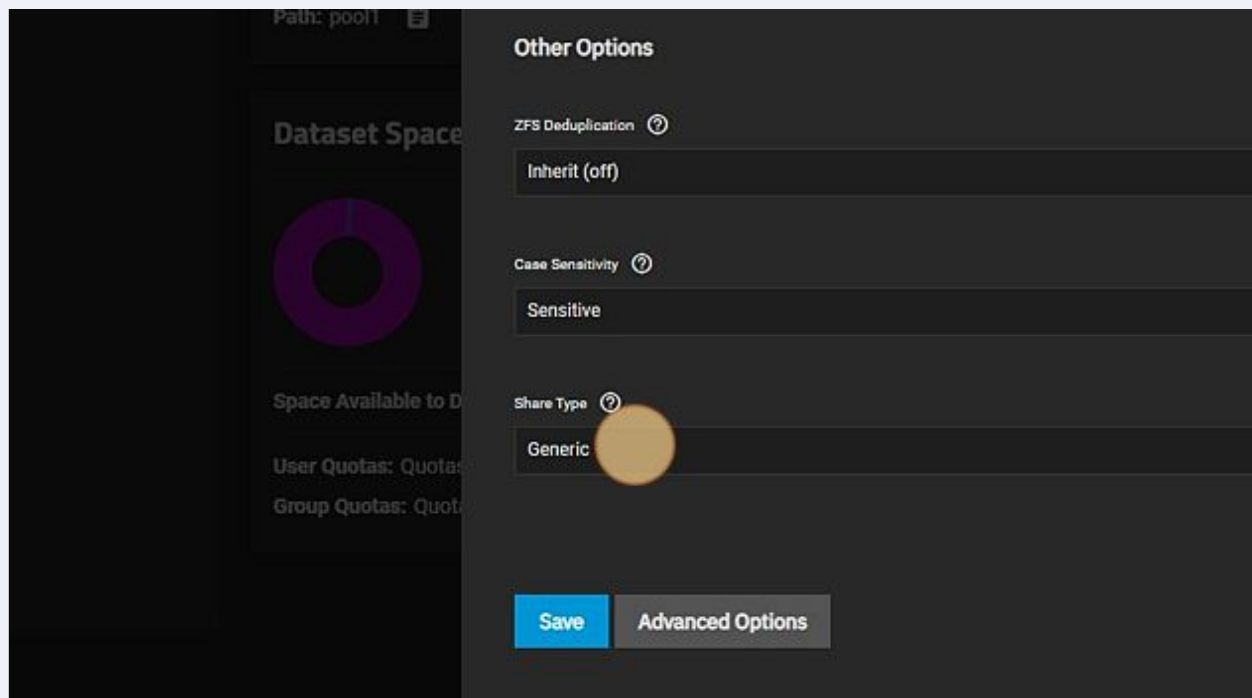 Path: pool1
Other Options
Dataset Space
ZFS Deduplication
Inherit (off)
Case Sensitivity
Sensitive
Space Available to D
Share Type
Generic
User Quotas: Quotas
Group Quotas: Quota
Save
Advanced Options